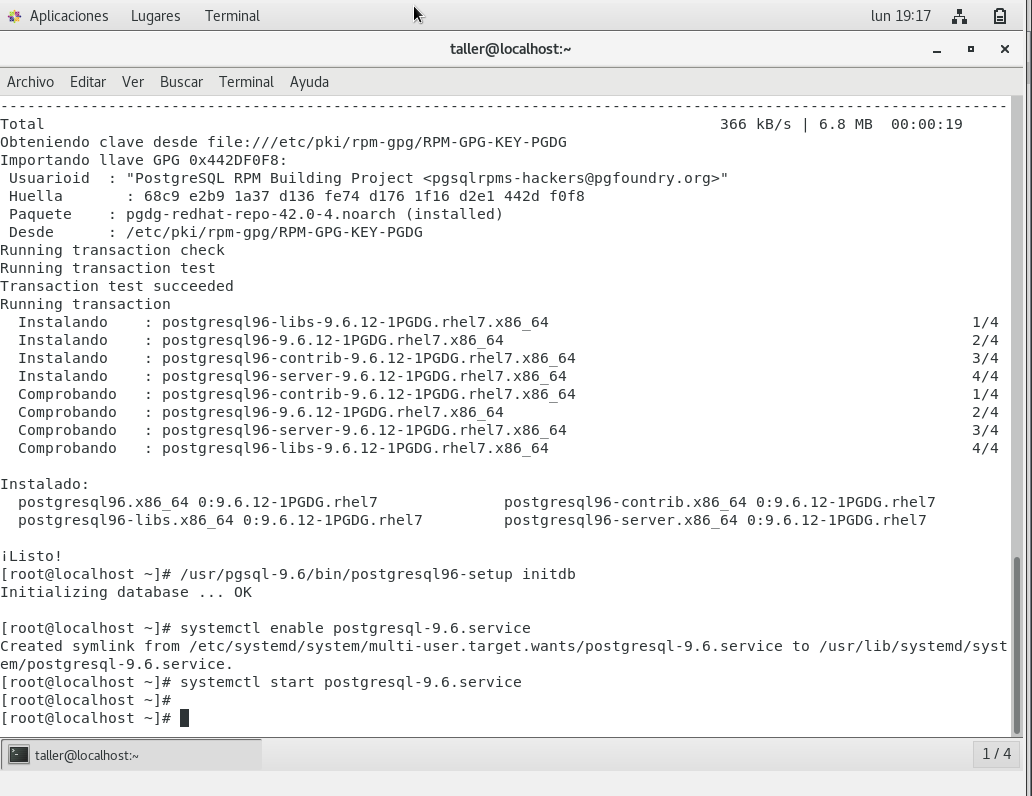 Aplicaciones Lugares Terminal lun 19:17
taller@localhost:~
Archivo Editar Ver Buscar Terminal Ayuda
--------------------------------------------------------------------------------------------------------------
Total 366 kB/s | 6.8 MB 00:00:19
Obteniendo clave desde file:///etc/pki/rpm-gpg/RPM-GPG-KEY-PGDG
Importando llave GPG 0x442DF0F8:
Usuarioid : "PostgreSQL RPM Building Project <pgsqlrpms-hackers@pgfoundry.org>"
Huella : 68c9 e2b9 1a37 d136 fe74 d176 1f16 d2e1 442d f0f8
Paquete : pgdg-redhat-repo-42.0-4.noarch (installed)
Desde : /etc/pki/rpm-gpg/RPM-GPG-KEY-PGDG
Running transaction check
Running transaction test
Transaction test succeeded
Running transaction
Instalando : postgresql96-libs-9.6.12-1PGDG.rhel7.x86_64 1/4
Instalando : postgresql96-9.6.12-1PGDG.rhel7.x86_64 2/4
Instalando : postgresql96-contrib-9.6.12-1PGDG.rhel7.x86_64 3/4
Instalando : postgresql96-server-9.6.12-1PGDG.rhel7.x86_64 4/4
Comprobando : postgresql96-contrib-9.6.12-1PGDG.rhel7.x86_64 1/4
Comprobando : postgresql96-9.6.12-1PGDG.rhel7.x86_64 2/4
Comprobando : postgresql96-server-9.6.12-1PGDG.rhel7.x86_64 3/4
Comprobando : postgresql96-libs-9.6.12-1PGDG.rhel7.x86_64 4/4
Instalado:
postgresql96.x86_64 0:9.6.12-1PGDG.rhel7 postgresql96-contrib.x86_64 0:9.6.12-1PGDG.rhel7
postgresql96-libs.x86_64 0:9.6.12-1PGDG.rhel7 postgresql96-server.x86_64 0:9.6.12-1PGDG.rhel7
¡Listo!
[root@localhost ~]# /usr/pgsql-9.6/bin/postgresql96-setup initdb
Initializing database ... OK
[root@localhost ~]# systemctl enable postgresql-9.6.service
Created symlink from /etc/systemd/system/multi-user.target.wants/postgresql-9.6.service to /usr/lib/systemd/syst
em/postgresql-9.6.service.
[root@localhost ~]# systemctl start postgresql-9.6.service
[root@localhost ~]#
[root@localhost ~]#
taller@localhost:~ 1 / 4